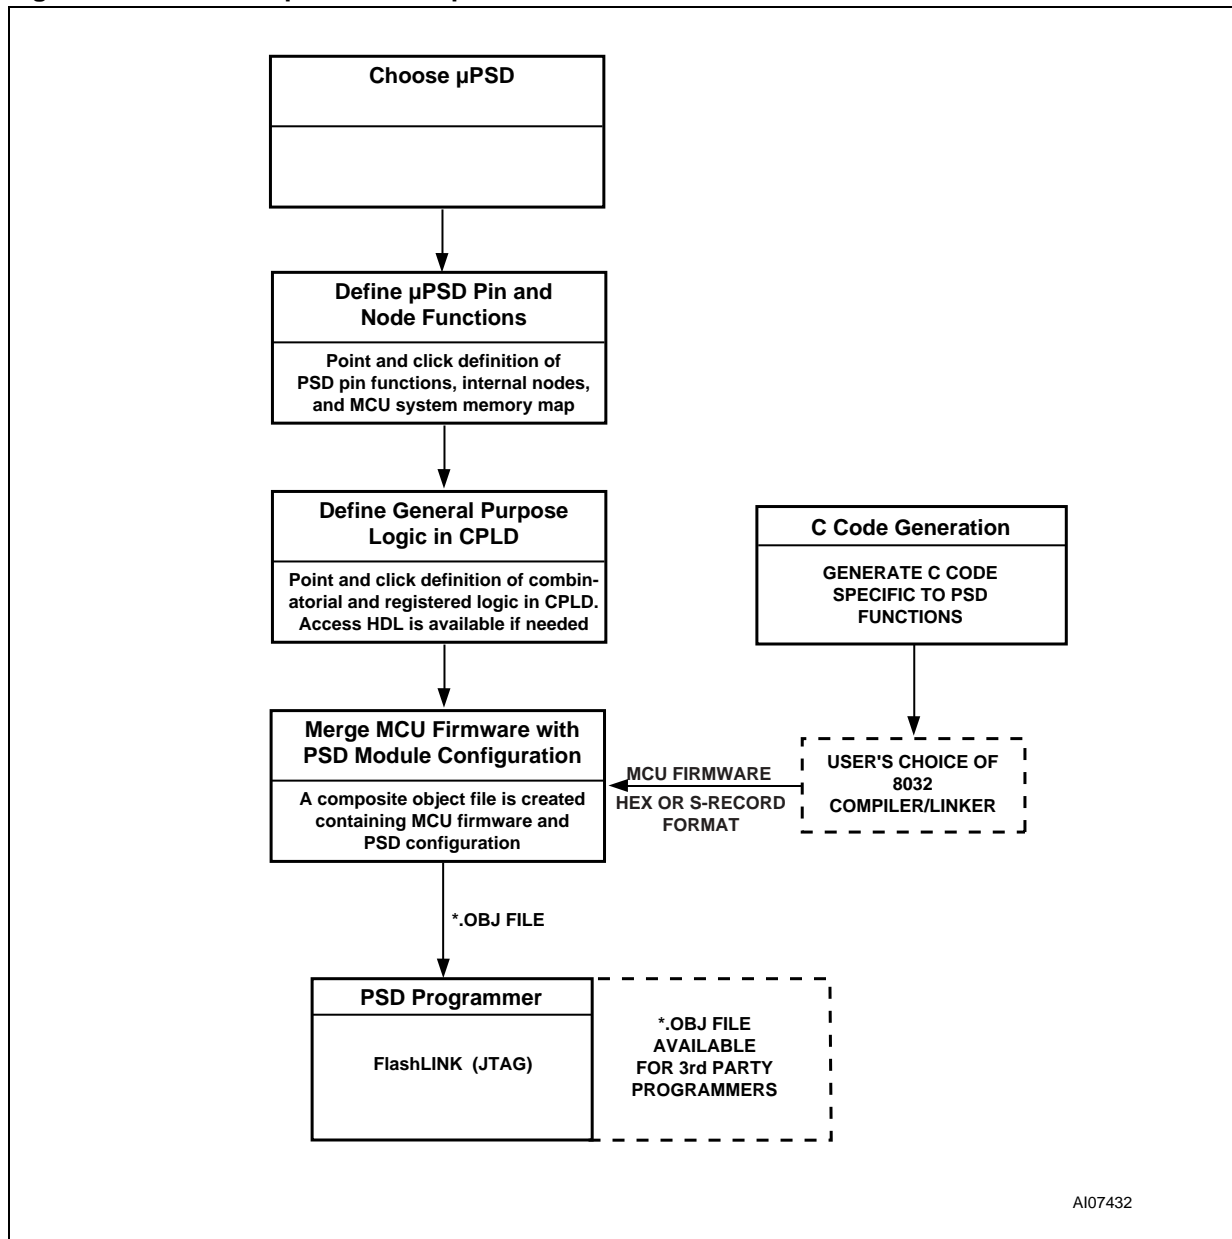 Choose µPSD
Define µPSD Pin and
Node Functions
Point and click definition of
PSD pin functions, internal nodes,
and MCU system memory map
Define General Purpose
Logic in CPLD
Point and click definition of combin-
atorial and registered logic in CPLD.
Access HDL is available if needed
C Code Generation
GENERATE C CODE
SPECIFIC TO PSD
FUNCTIONS
Merge MCU Firmware with
PSD Module Configuration
A composite object file is created
containing MCU firmware and
PSD configuration
MCU FIRMWARE
HEX OR S-RECORD
FORMAT
USER'S CHOICE OF
8032
COMPILER/LINKER
*.OBJ FILE
PSD Programmer
FlashLINK (JTAG)
*.OBJ FILE
AVAILABLE
FOR 3rd PARTY
PROGRAMMERS
AI07432